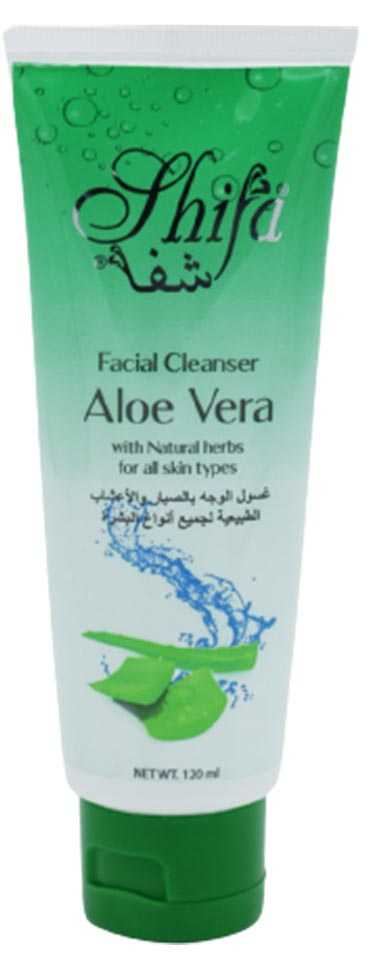 Shifa
شفاء®
Facial Cleanser
Aloe Vera
with Natural herbs
for all skin types
غسول الوجه بالصبار والأعشاب
الطبيعية لجميع أنواع البشرة
NET WT. 120 ml